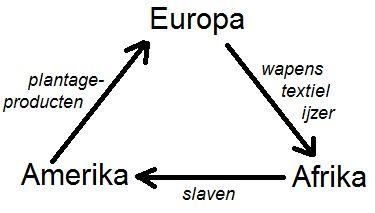 Europa
plantage-
producten
wapens
textiel
ijzer
Amerika
slaven
Afrika